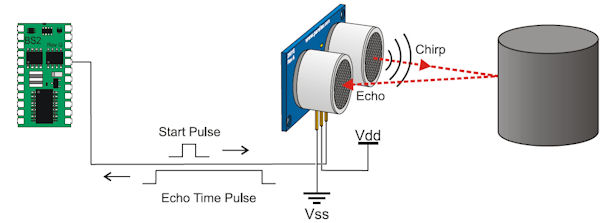 BS2
Chirp
Echo
Start Pulse
Vdd
Echo Time Pulse
Vss